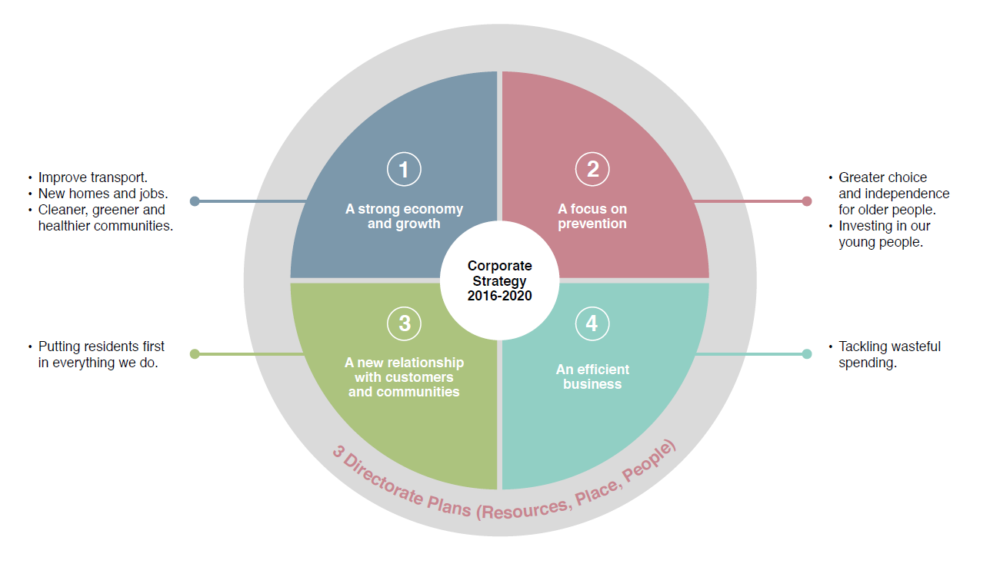 • Improve transport.
• New homes and jobs.
• Cleaner, greener and
healthier communities.
1
A strong economy
and growth
2
A focus on
prevention
• Greater choice
and independence
for older people.
• Investing in our
young people.
Corporate
Strategy
2016-2020
• Putting residents first
in everything we do.
3
A new relationship
with customers
and communities
4
An efficient
business
• Tackling wasteful
spending.
3 Directorate Plans (Resources, Place, People)